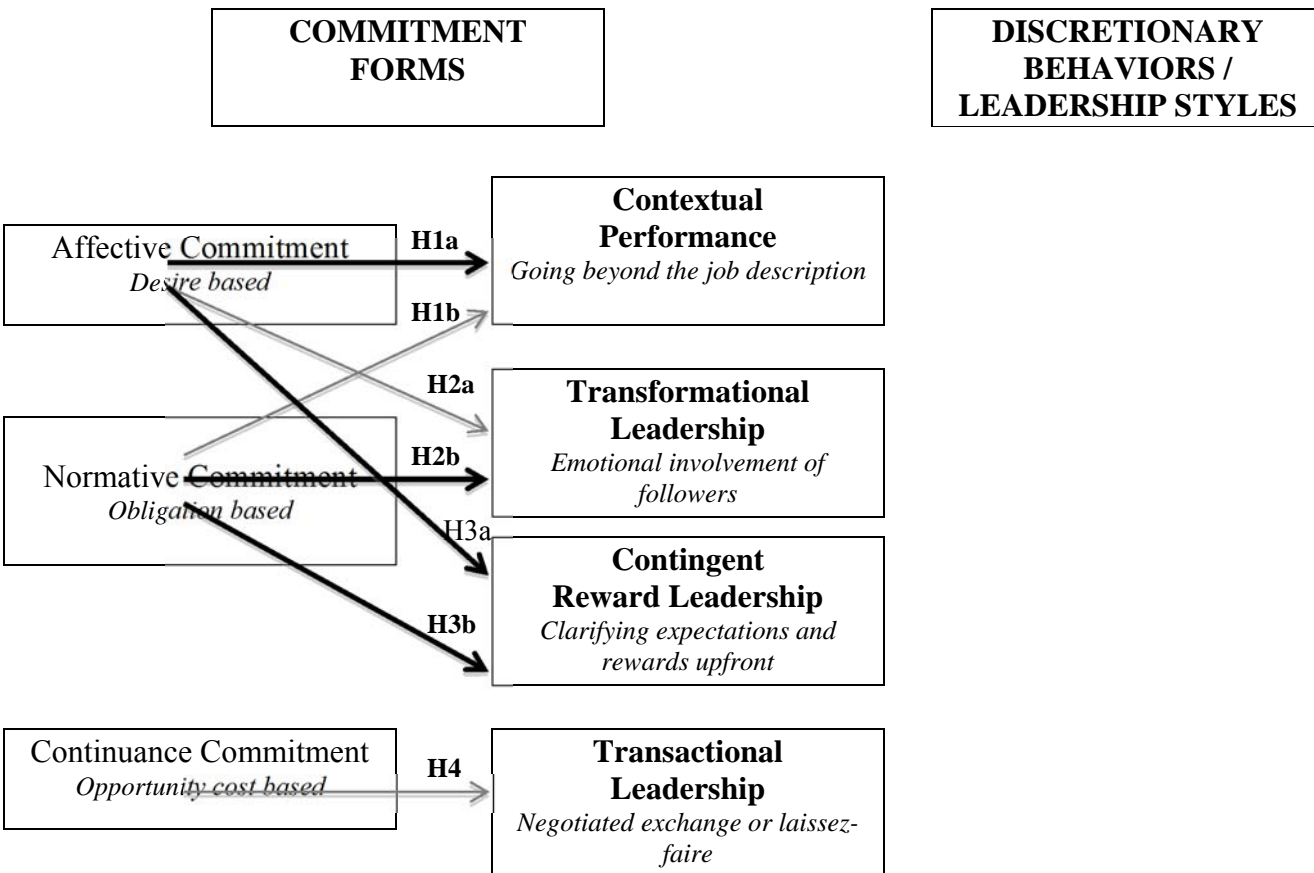 COMMITMENT
FORMS
DISCRETIONARY
BEHAVIORS /
LEADERSHIP STYLES
Affective Commitment
Desire based
H1a
Contextual
Performance
Going beyond the job description
H1b
H2a
Transformational
Leadership
Emotional involvement of
followers
Normative Commitment
Obligation based
H2b
H3a
Contingent
Reward Leadership
Clarifying expectations and
rewards upfront
H3b
Continuance Commitment
Opportunity cost based
H4
Transactional
Leadership
Negotiated exchange or laissez-
faire